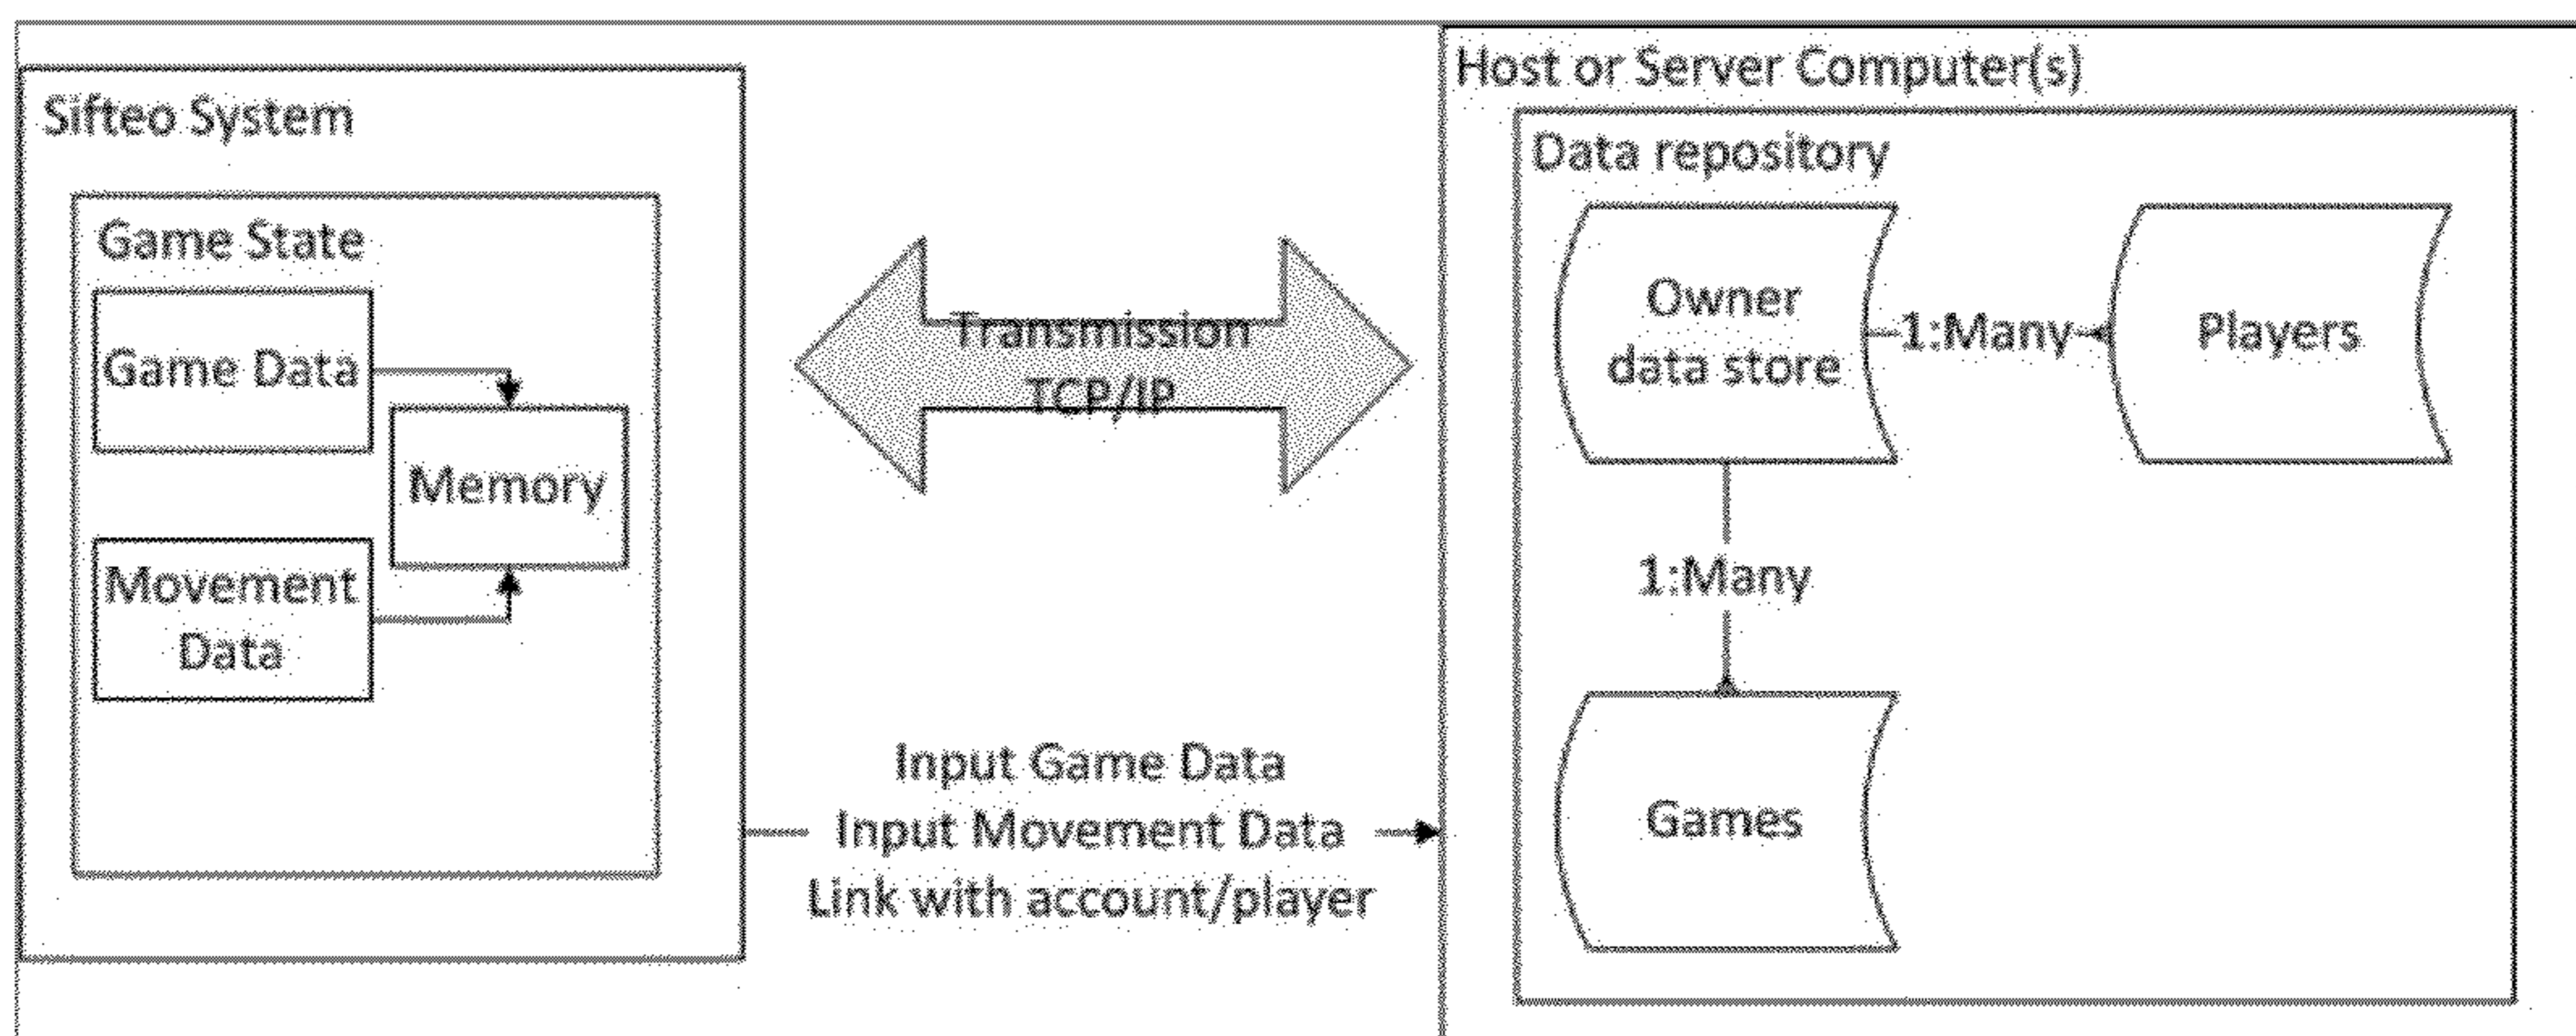 Sifteo System
Game State
Game Data
Memory
Movement
Data
Transmission
TCP/IP
Input Game Data
Input Movement Data
Link with account/player
Host or Server Computer(s)
Data repository
Owner
data store
1:Many
Players
1:Many
Games